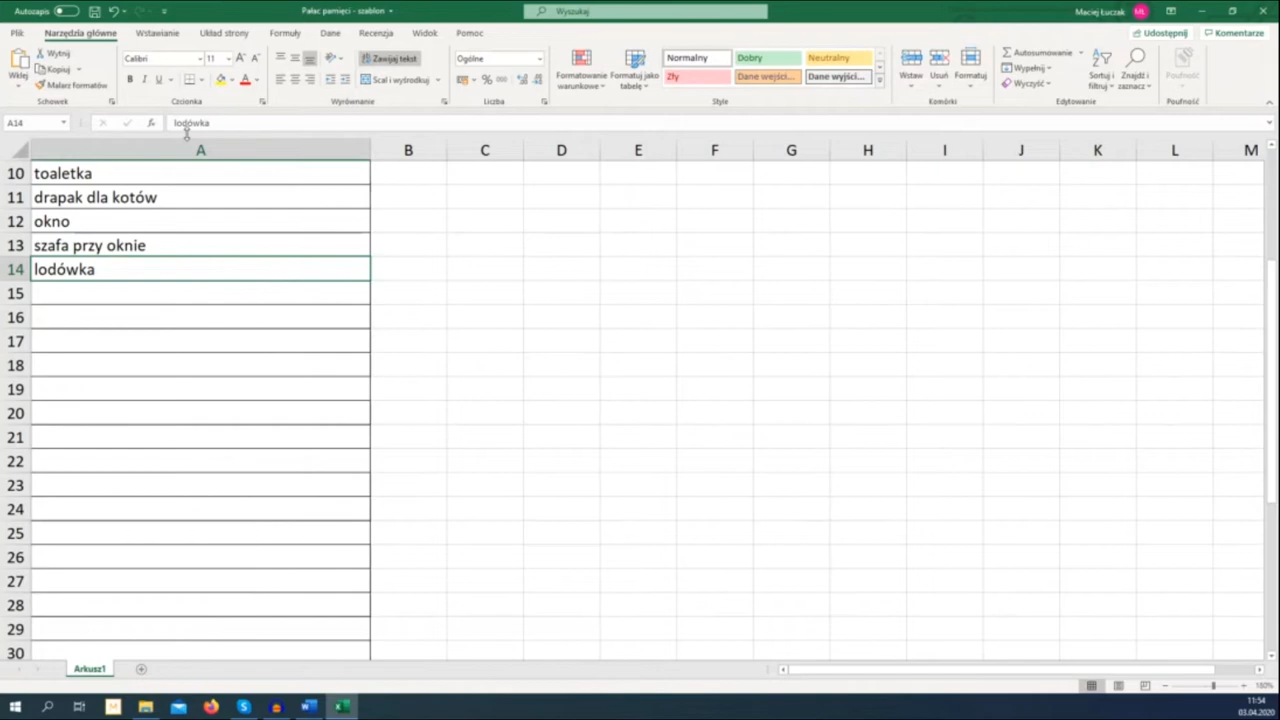 Autozapis
Pałac pamięci - szablon
Wyszukaj
Maciej Łuczak
MŁ
Plik
Narzędzia główne
Wstawianie
Układ strony
Formuły
Dane
Recenzja
Widok
Pomoc
Udostępnij
Komentarze
Wklej
Wytnij
Kopiuj
Malarz formatów
Schowek
Calibri
11
Czcionka
Zawijaj tekst
Scal i wyśrodkuj
Wyrównanie
Ogólne
Liczba
Formatowanie warunkowe
Formatuj jako tabelę
Normalny
Dobry
Neutralny
Zły
Dane wejści...
Dane wyjści...
Style
Wstaw
Usuń
Formatuj
Komórki
Autosumowanie
Wypełnij
Wyczyść
Sortuj i filtruj
Znajdź i zaznacz
Edytowanie
Poufność
Poufność
A14
fx
lodówka
A B C D E F G H I J K L M
10 toaletka
11 drapak dla kotów
12 okno
13 szafa przy oknie
14 lodówka
15
16
17
18
19
20
21
22
23
24
25
26
27
28
29
30
Arkusz1
180%
11:54
03.04.2020